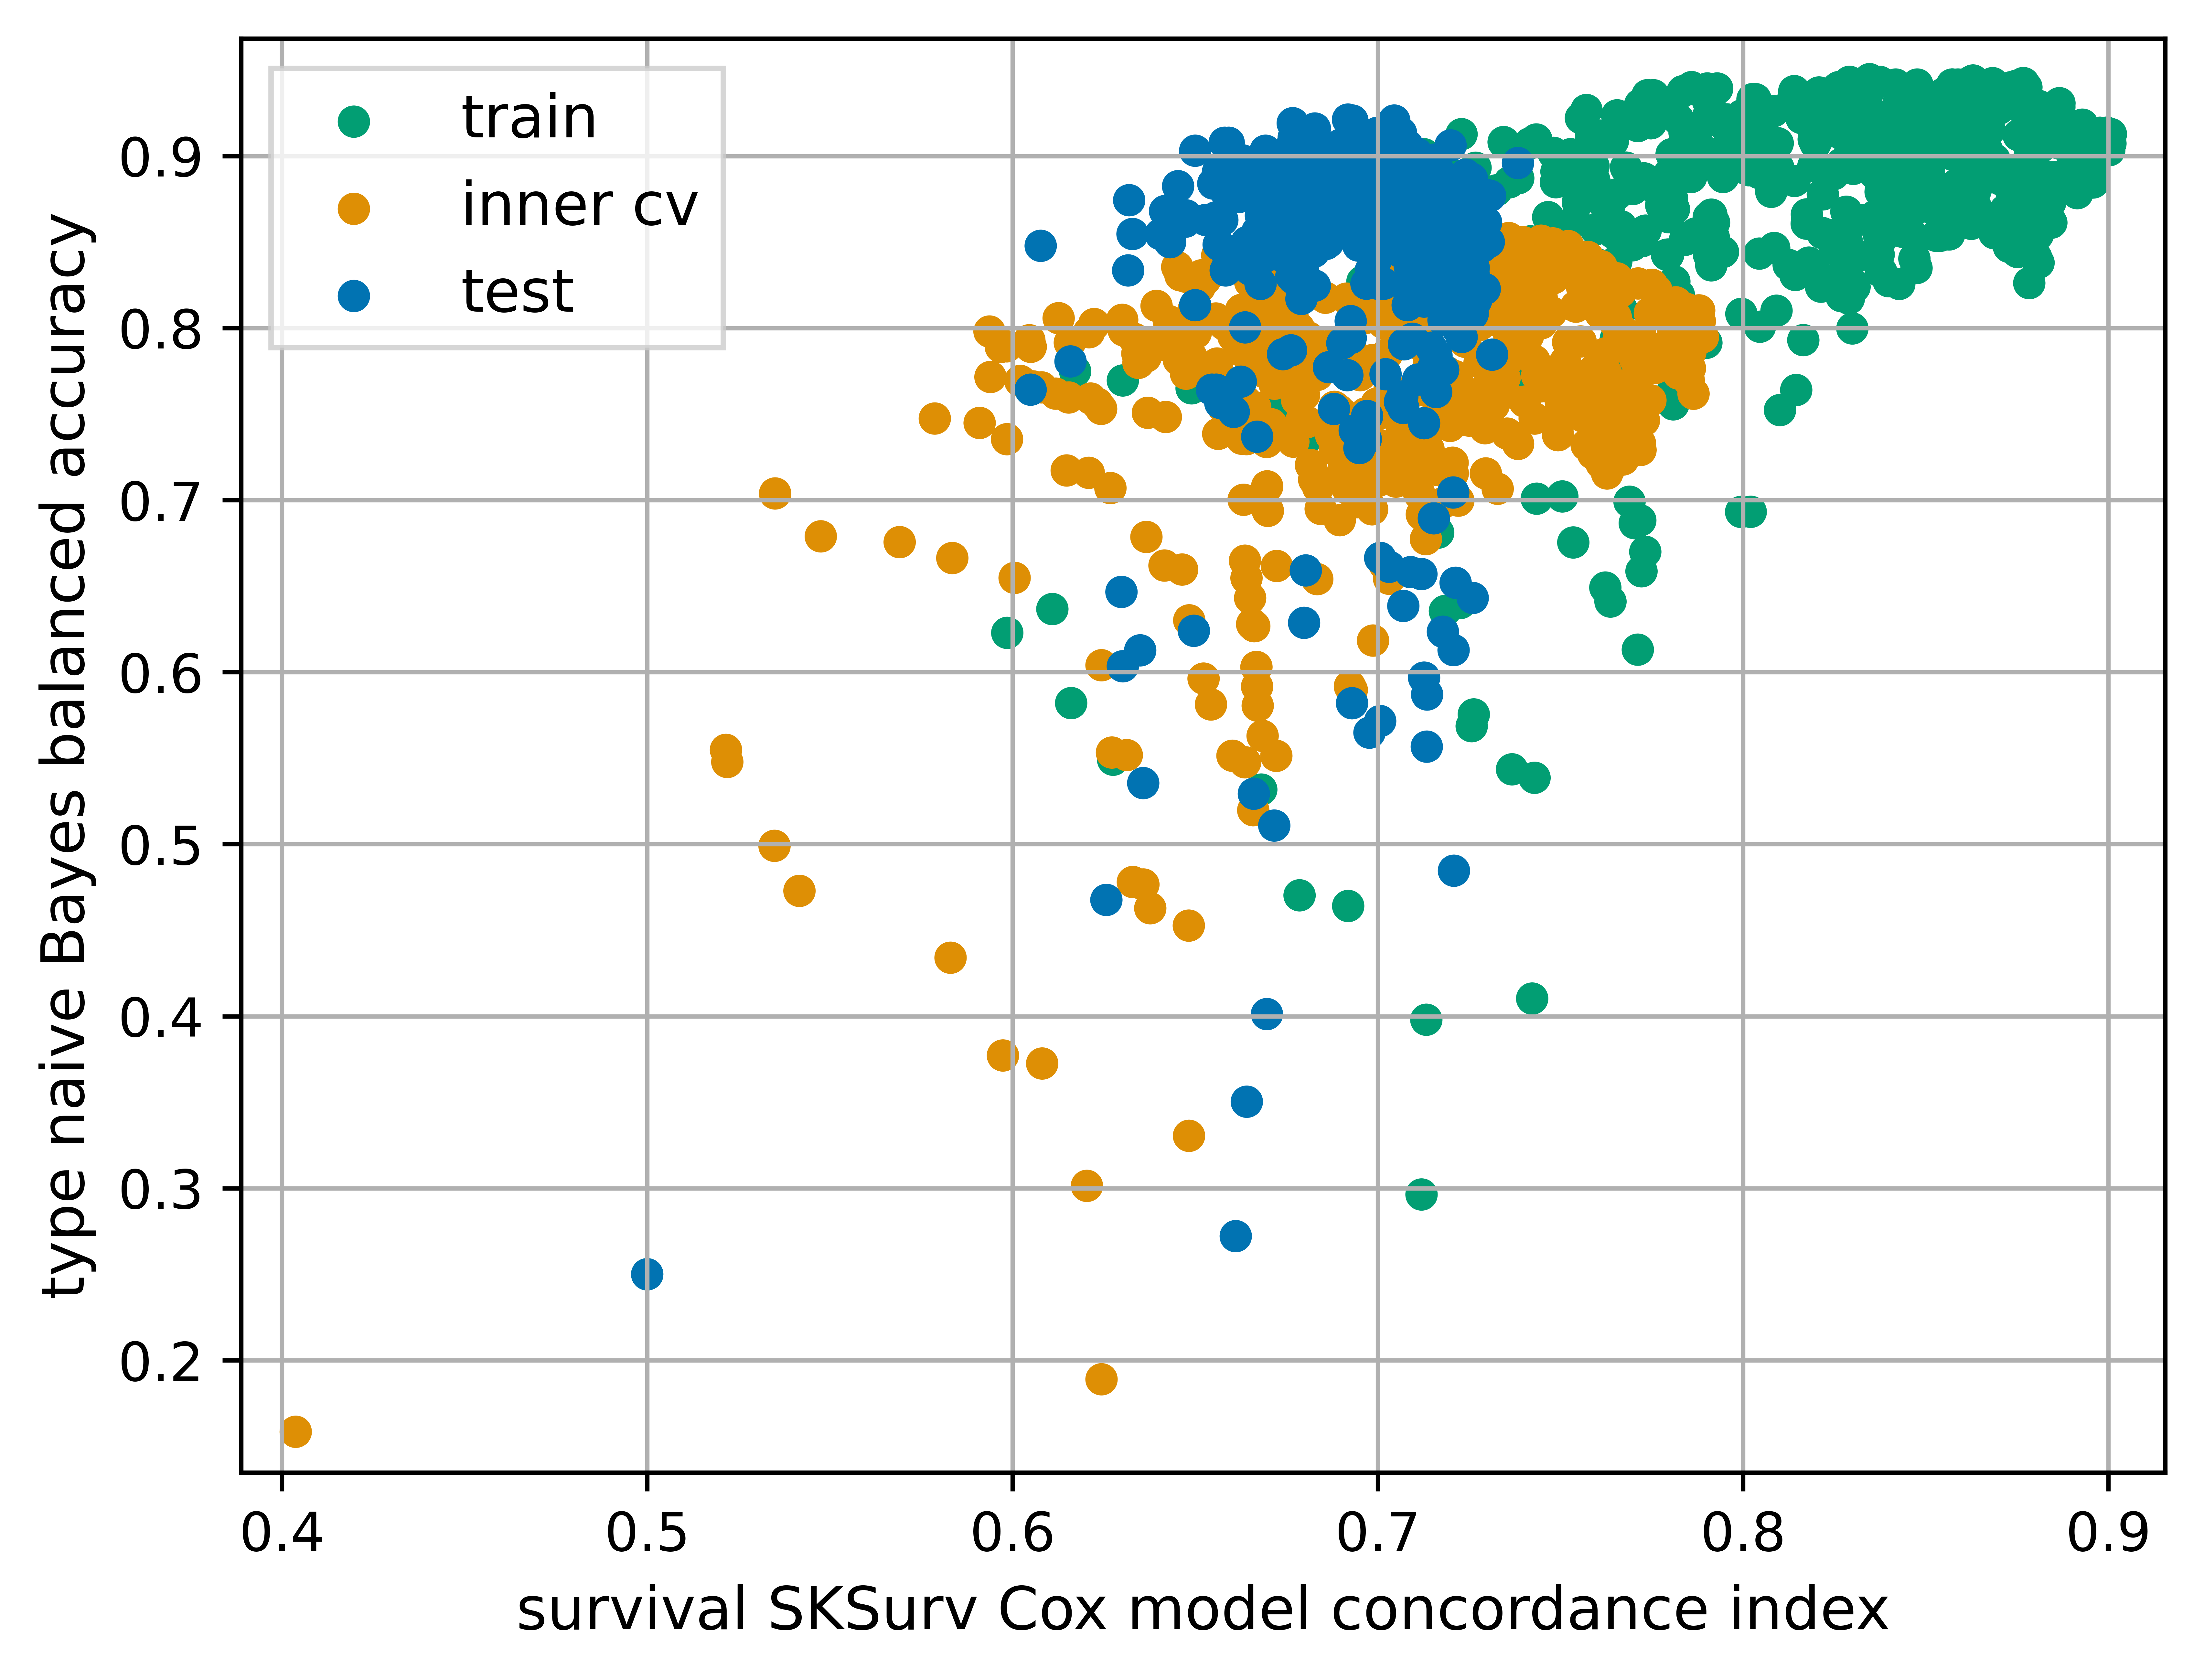 train
inner cv
test
0.9
0.8
0.7
0.6
0.5
0.4
0.3
0.2
type naive Bayes balanced accuracy
0.4 0.5 0.6 0.7 0.8 0.9
survival SKSurv Cox model concordance index